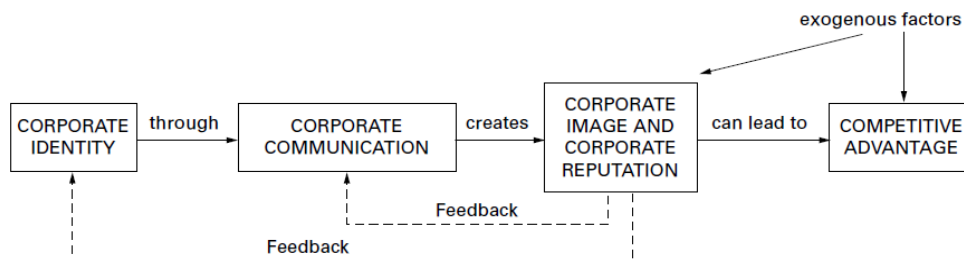 exogenous factors
CORPORATE
IDENTITY
through
CORPORATE
COMMUNICATION
creates
CORPORATE
IMAGE AND
CORPORATE
REPUTATION
can lead to
COMPETITIVE
ADVANTAGE
Feedback
Feedback